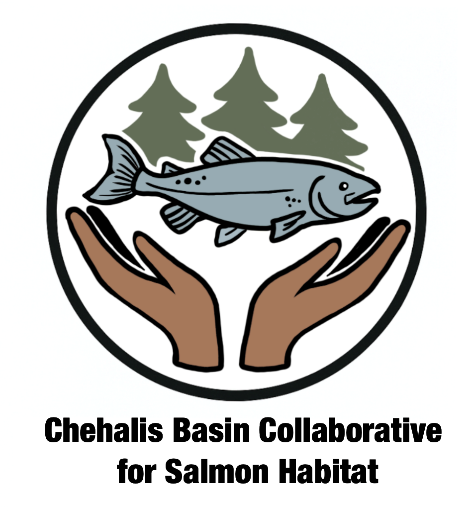 Chehalis Basin Collaborative
for Salmon Habitat